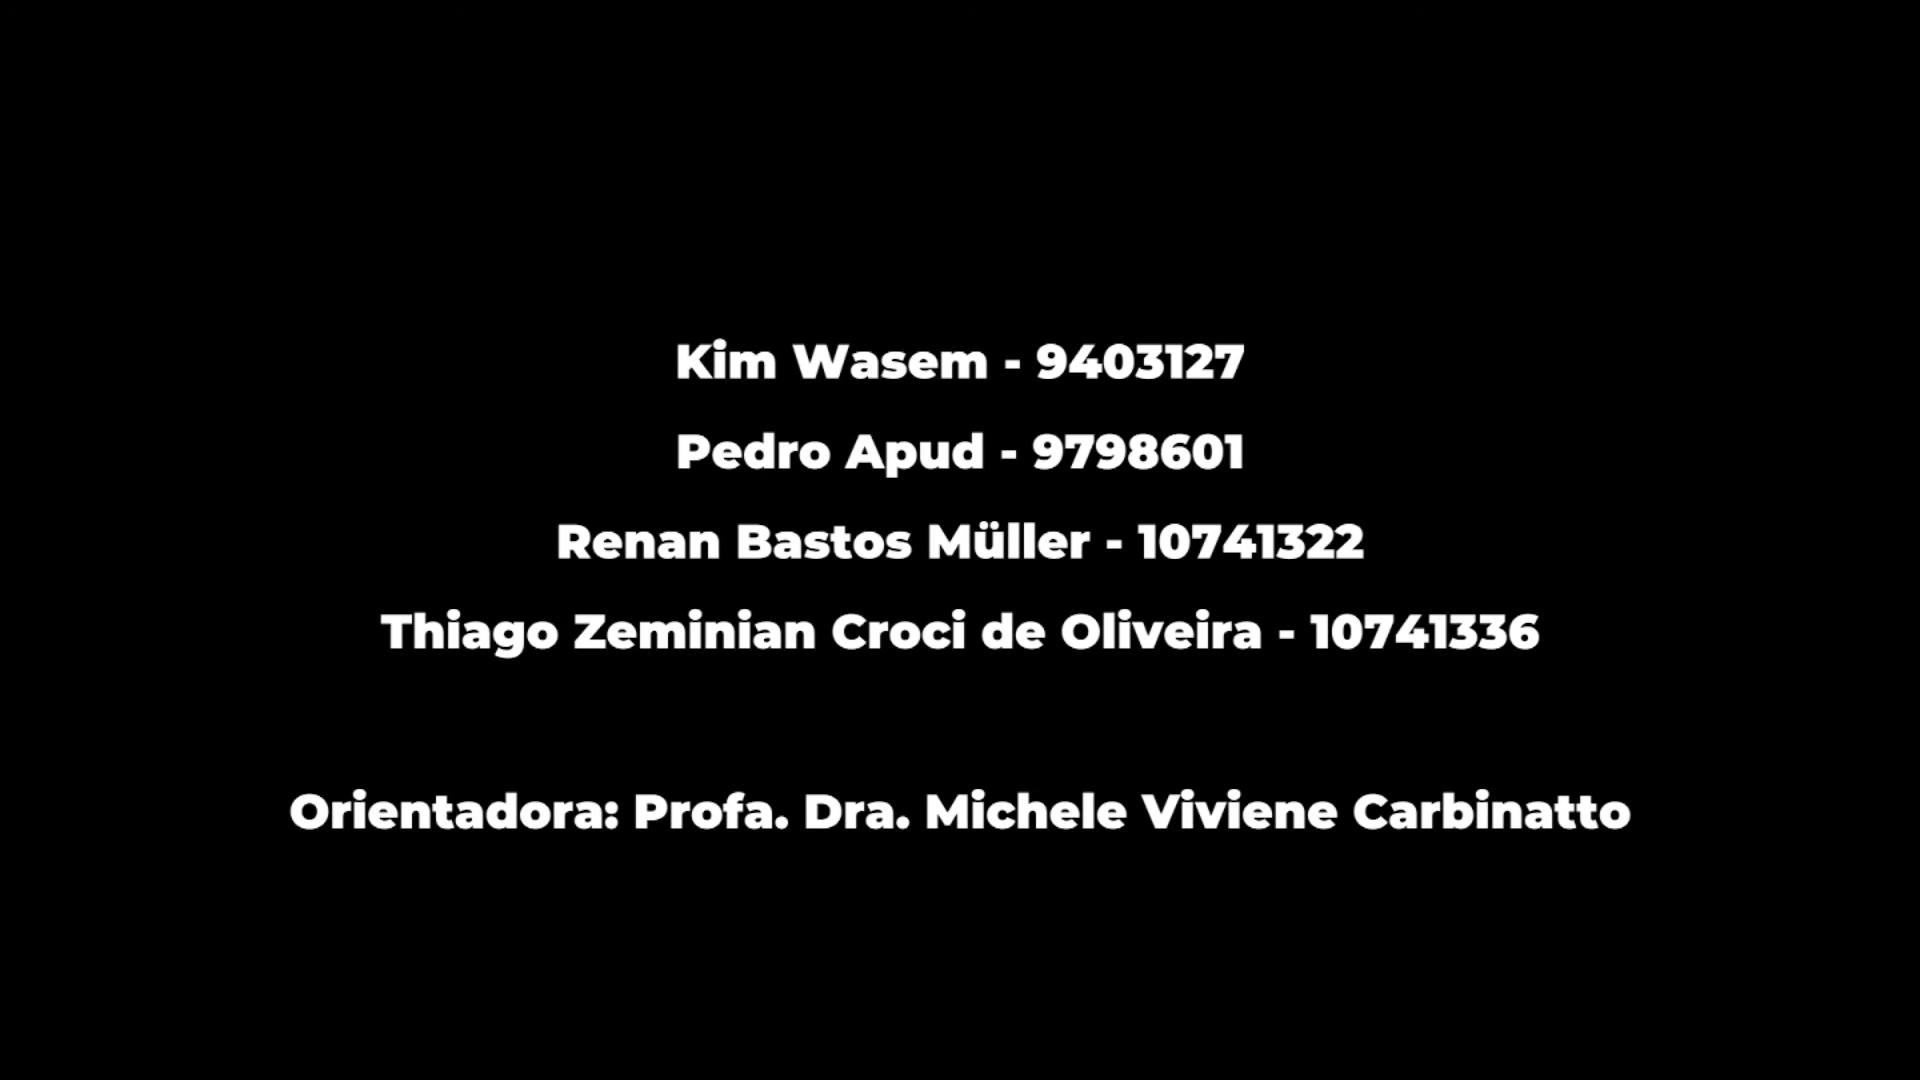 Kim Wasem - 9403127
Pedro Apud - 9798601
Renan Bastos Müller - 10741322
Thiago Zeminian Croci de Oliveira - 10741336
Orientadora: Profa. Dra. Michele Viviene Carbinatto